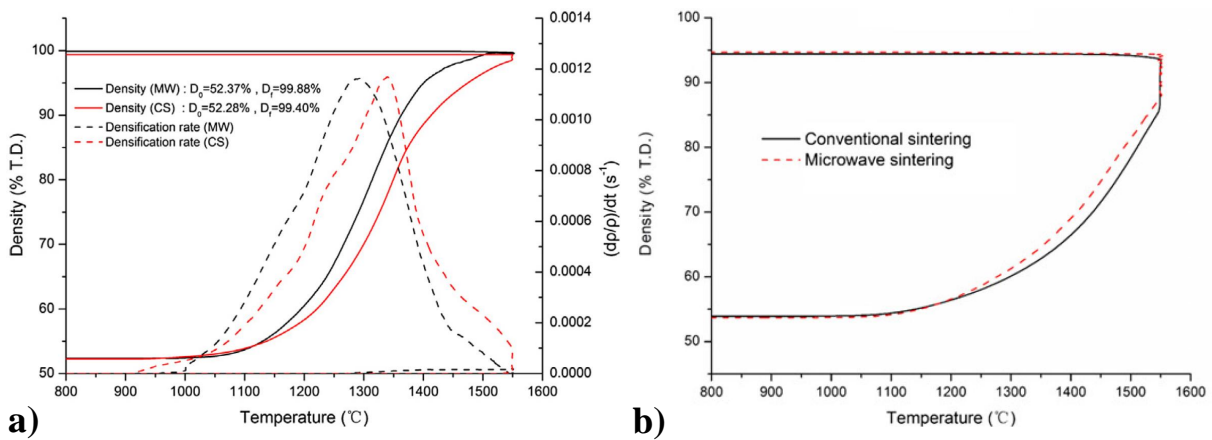 Density (% T.D.)
100
90
80
70
60
50
Density (MW) : D₀=52.37% , D_f=99.88%
Density (CS) : D₀=52.28% , D_f=99.40%
Densification rate (MW)
Densification rate (CS)
0.0014
0.0012
0.0010
0.0008
0.0006
0.0004
0.0002
0.0000
(dρ/ρ)/dt (s⁻¹)
800 900 1000 1100 1200 1300 1400 1500 1600
Temperature (℃)
a)
Density (% T.D.)
100
90
80
70
60
50
Conventional sintering
Microwave sintering
800 900 1000 1100 1200 1300 1400 1500 1600
Temperature (℃)
b)